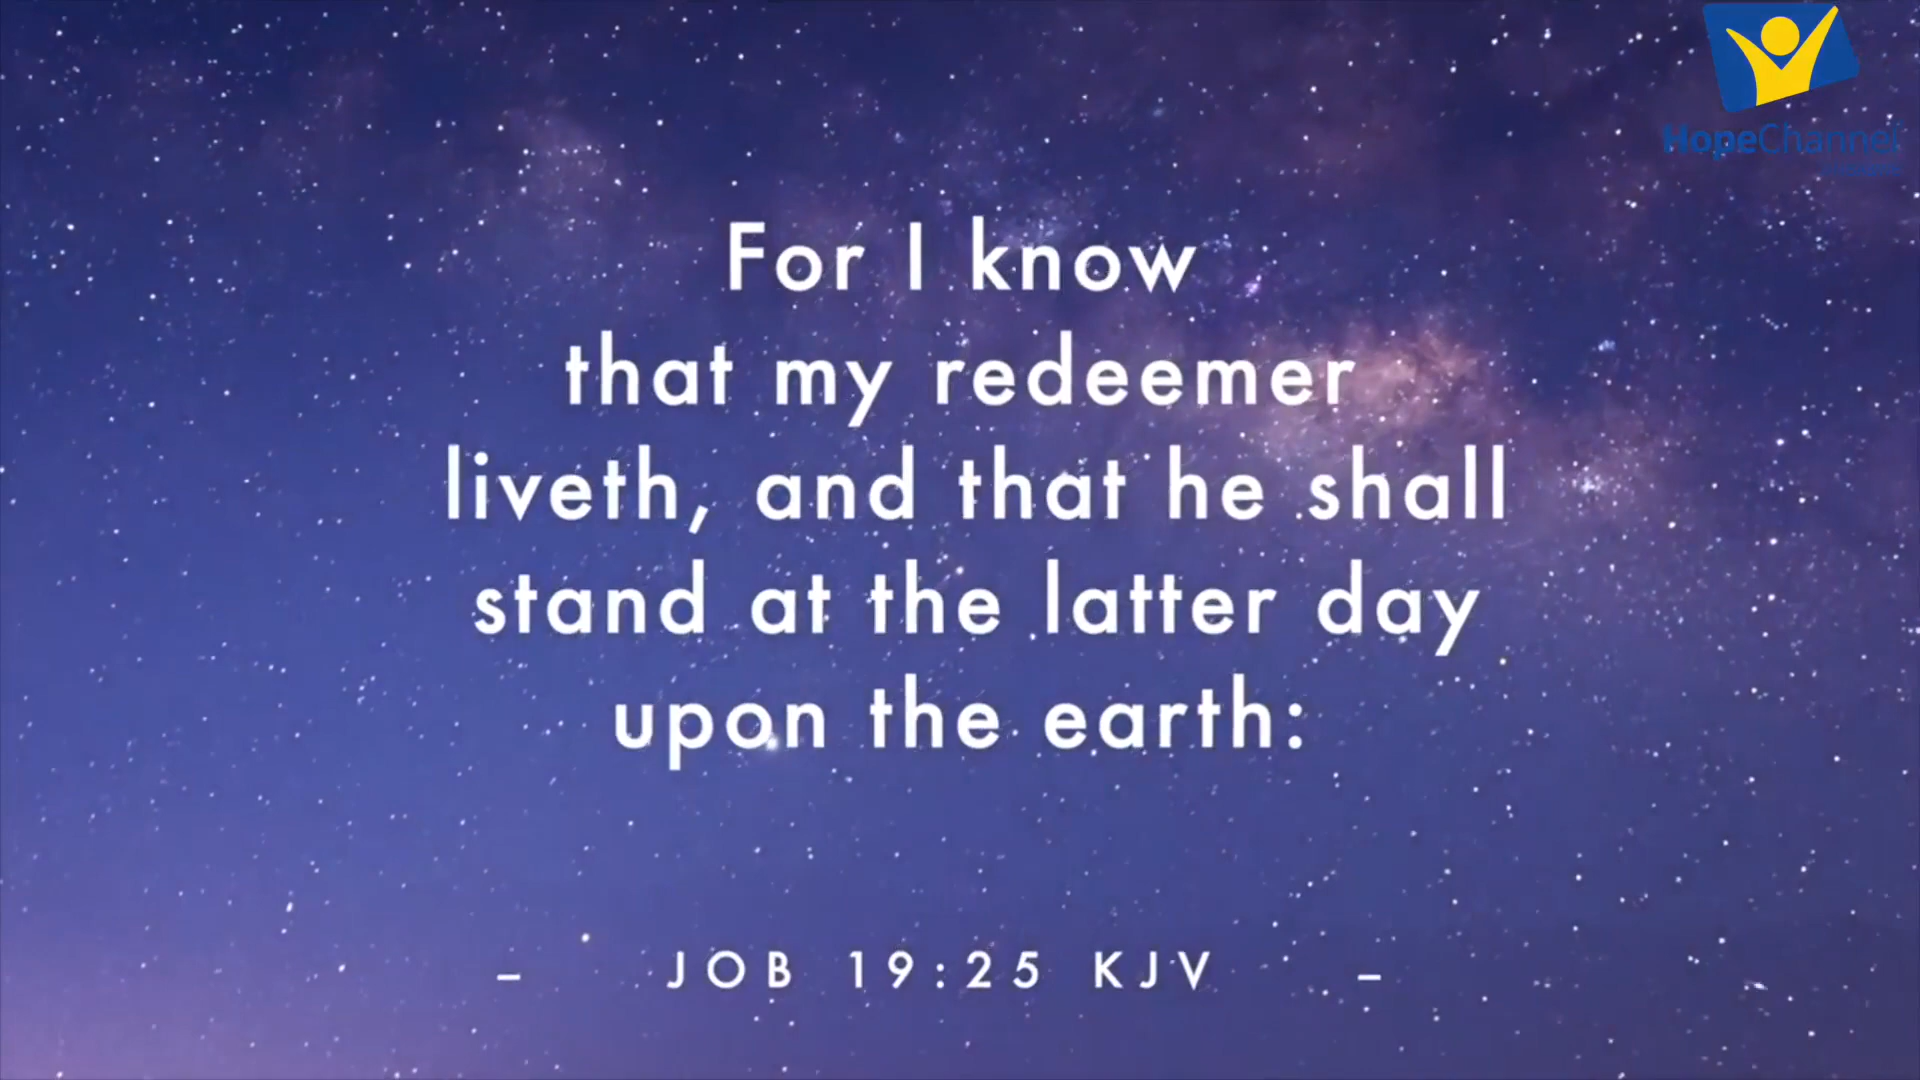 HopeChannel
For I know
that my redeemer
liveth, and that he shall
stand at the latter day
upon the earth:
- JOB 19:25 KJV -